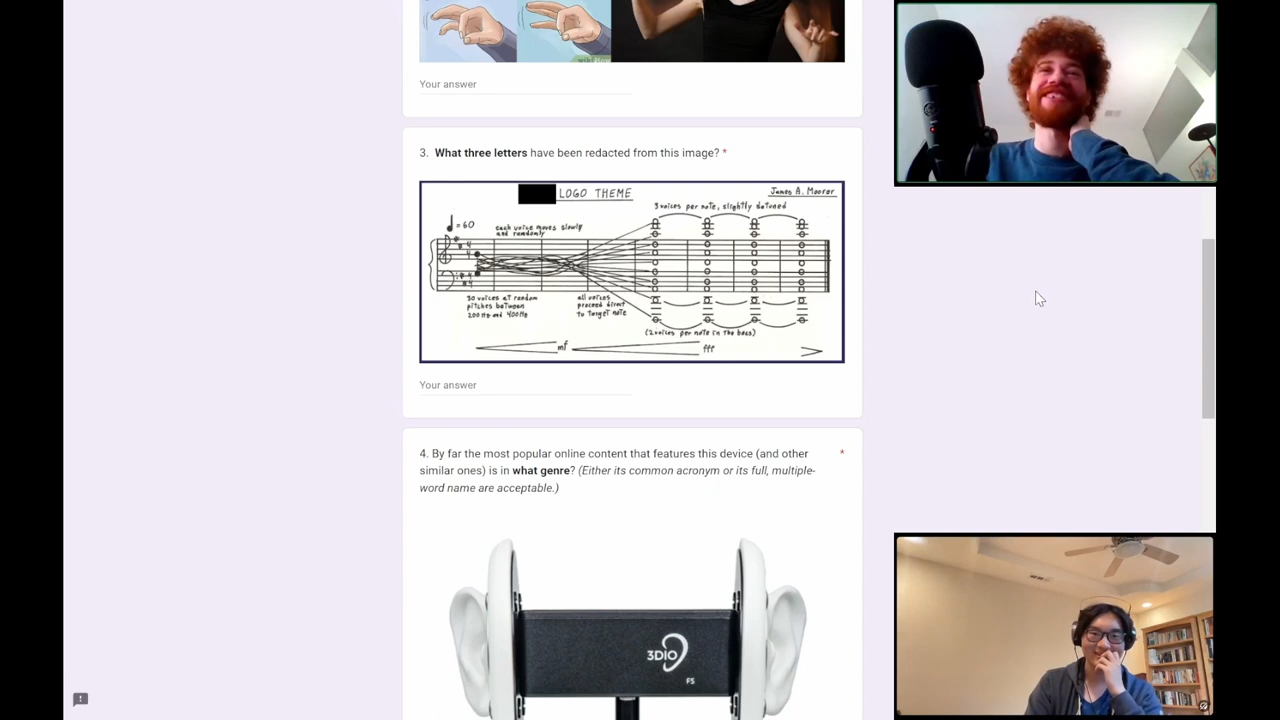 wikiHow
Your answer
3. What three letters have been redacted from this image? *
LOGO THEME
James A. Moorer
3 voices per note, slightly detuned
= 60
each voice moves slowly
and randomly
30 voices at random
pitches between
200 Hz and 400 Hz
all voices
proceed direct
to target note
(2 voices per note in the bass)
mf
fff
Your answer
4. By far the most popular online content that features this device (and other *
similar ones) is in what genre? (Either its common acronym or its full, multiple-
word name are acceptable.)
3DIO
FS